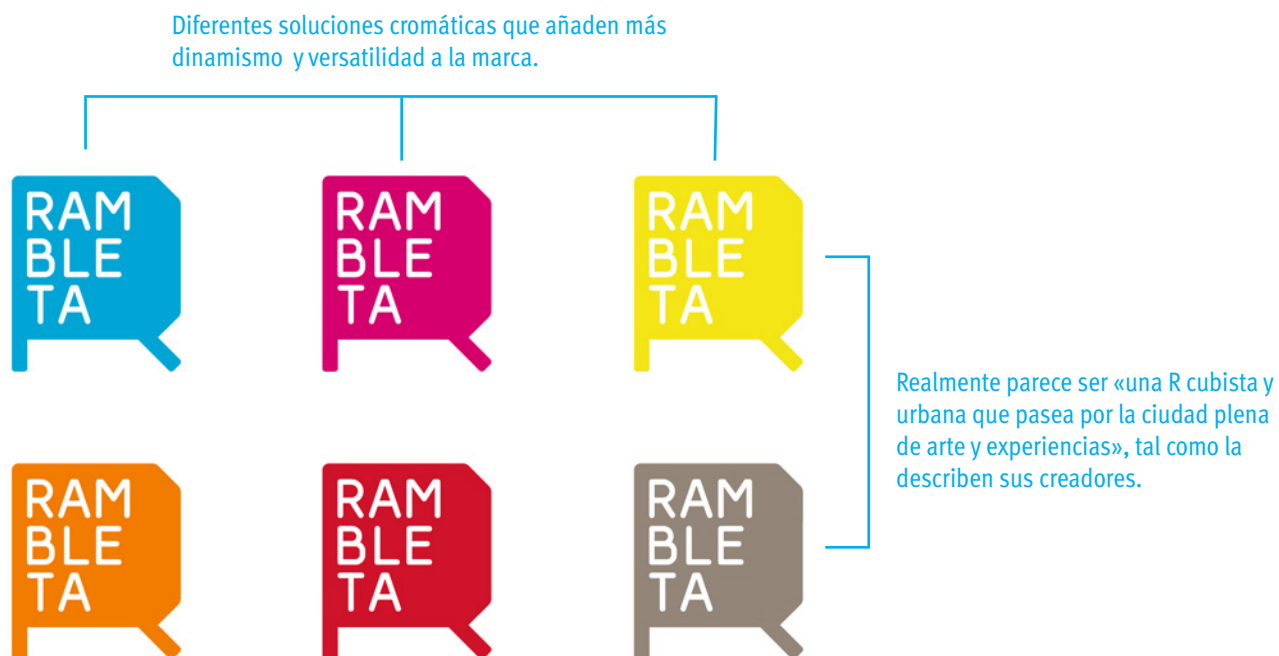 Diferentes soluciones cromáticas que añaden más
dinamismo y versatilidad a la marca.
RAM
BLE
TA
RAM
BLE
TA
RAM
BLE
TA
Realmente parece ser «una R cubista y
urbana que pasea por la ciudad plena
de arte y experiencias», tal como la
describen sus creadores.
RAM
BLE
TA
RAM
BLE
TA
RAM
BLE
TA